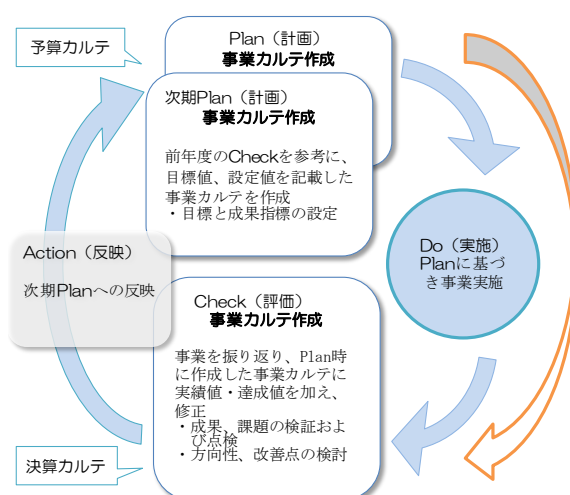 予算カルテ
Plan（計画）
事業カルテ作成
次期Plan（計画）
事業カルテ作成
前年度のCheckを参考に、
目標値、設定値を記載した
事業カルテを作成
・目標と成果指標の設定
Do（実施）
Planに基づ
き事業実施
Check（評価）
事業カルテ作成
事業を振り返り、Plan時
に作成した事業カルテに
実績値・達成値を加え、
修正
・成果、課題の検証およ
び点検
・方向性、改善点の検討
決算カルテ
Action（反映）
次期Planへの反映